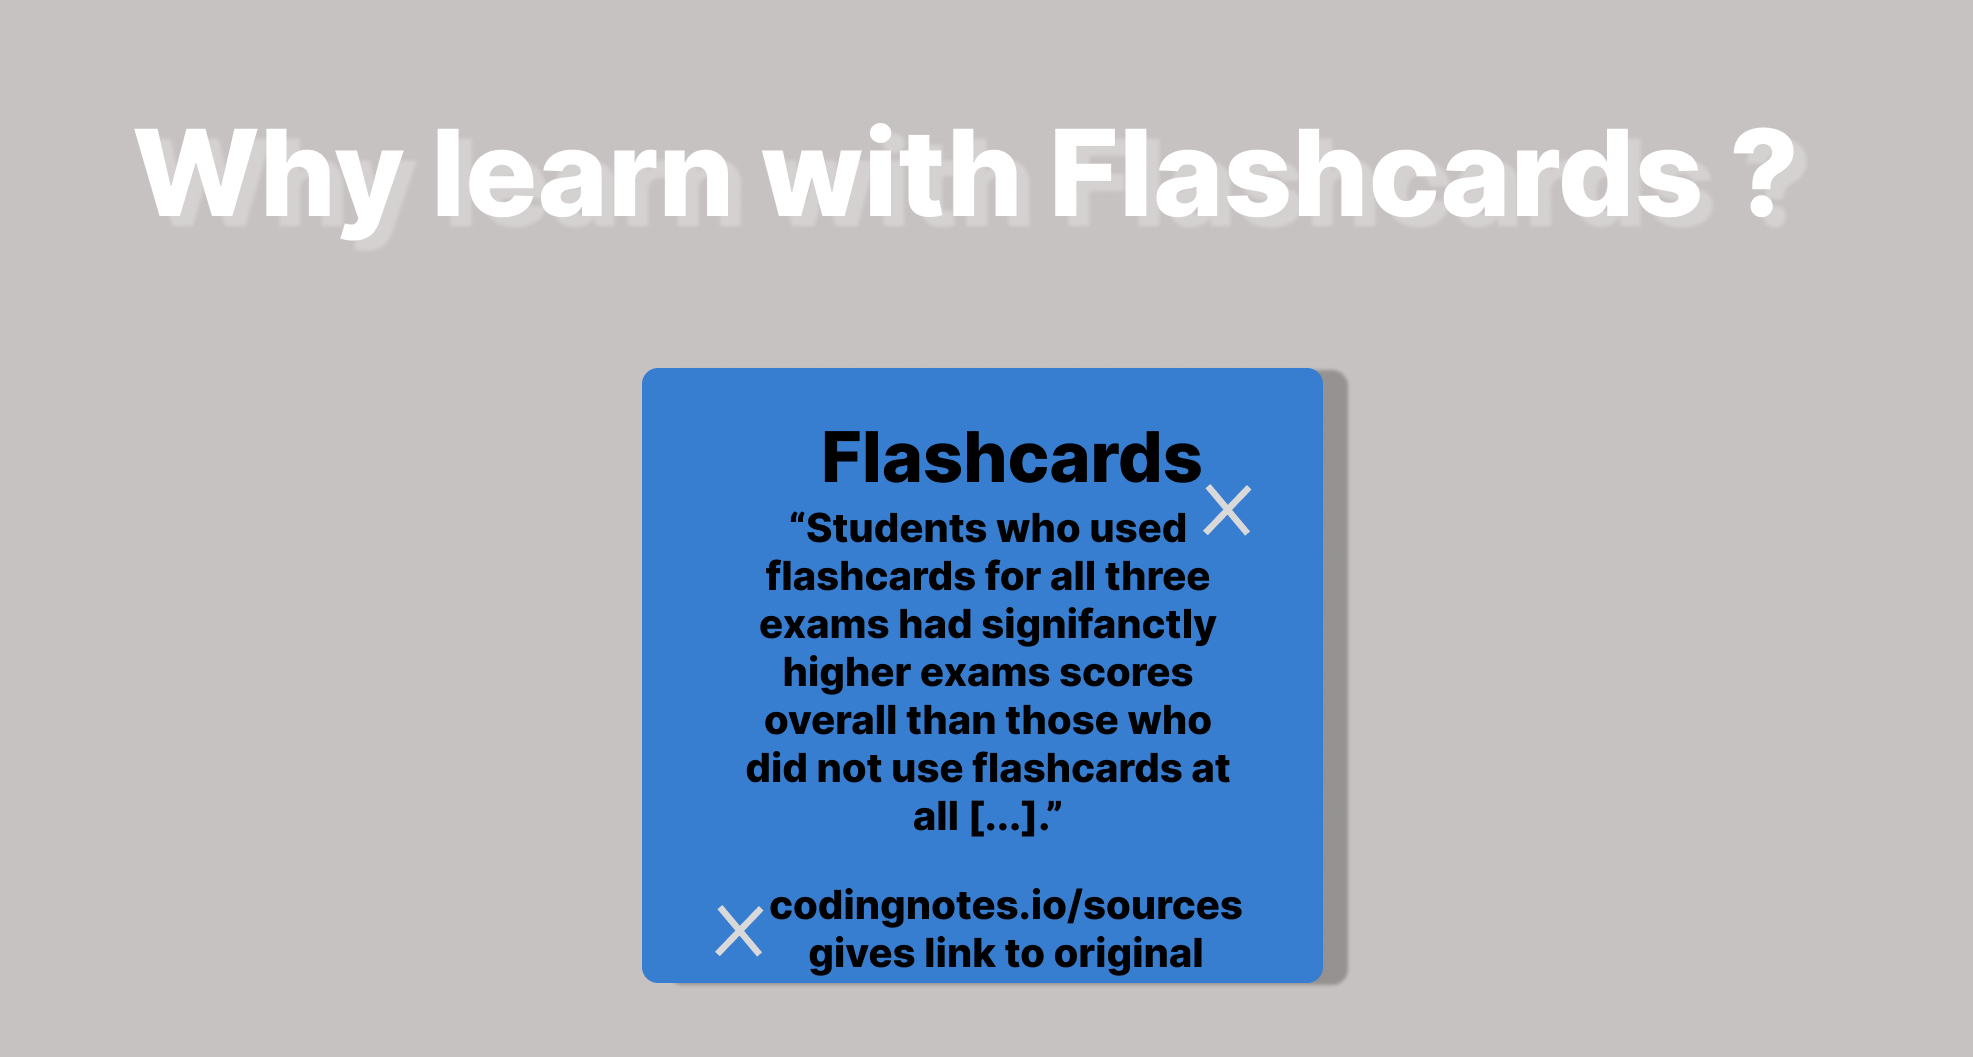 Why learn with Flashcards ?
Flashcards
“Students who used
flashcards for all three
exams had signifanctly
higher exams scores
overall than those who
did not use flashcards at
all [...].”
codingnotes.io/sources
gives link to original